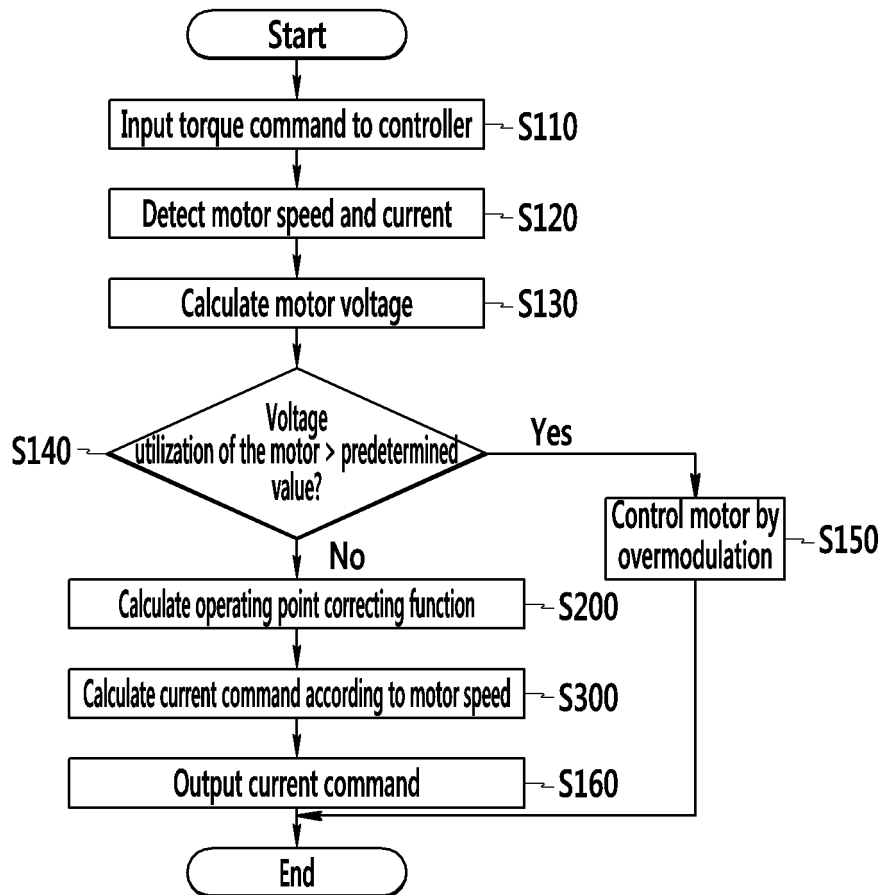 Start
Input torque command to controller
S110
Detect motor speed and current
S120
Calculate motor voltage
S130
Voltage
utilization of the motor > predetermined
value?
S140
Yes
Control motor by
overmodulation
S150
No
Calculate operating point correcting function
S200
Calculate current command according to motor speed
S300
Output current command
S160
End